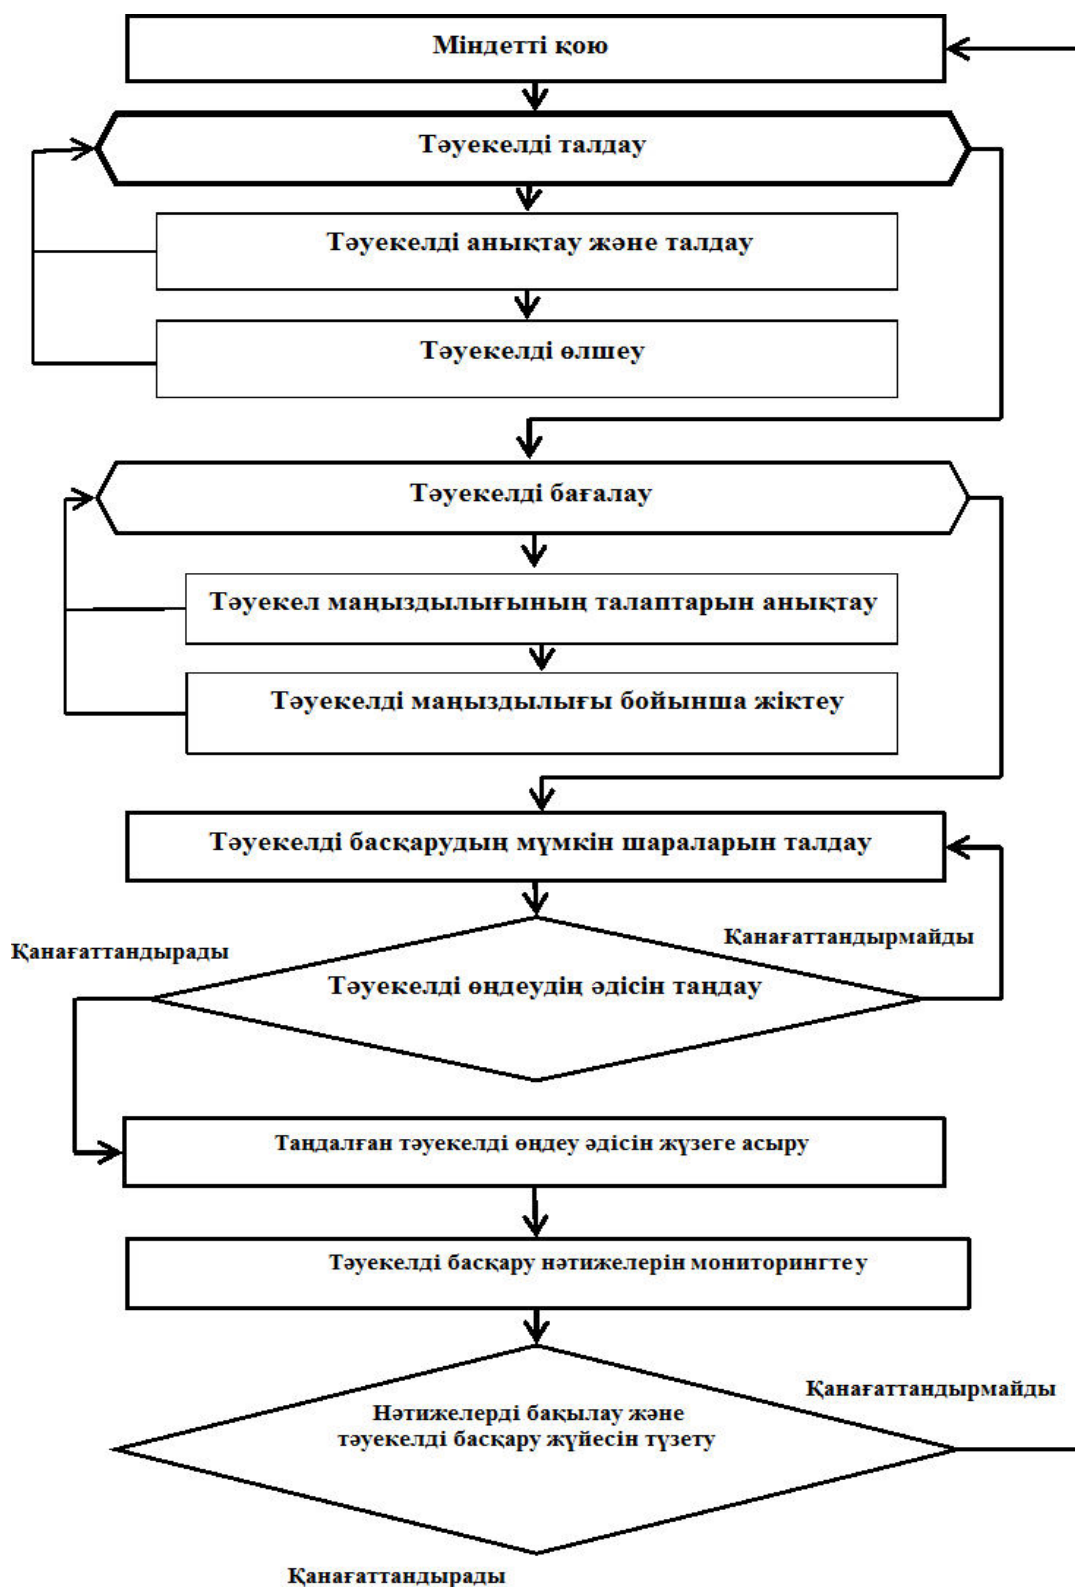 Міндетті қою
Тәуекелді талдау
Тәуекелді анықтау және талдау
Тәуекелді өлшеу
Тәуекелді бағалау
Тәуекел маңыздылығының талаптарын анықтау
Тәуекелді маңыздылығы бойынша жіктеу
Тәуекелді басқарудың мүмкін шараларын талдау
Қанағаттандырады
Қанағаттандырмайды
Тәуекелді өңдеудің әдісін таңдау
Таңдалған тәуекелді өңдеу әдісін жүзеге асыру
Тәуекелді басқару нәтижелерін мониторингтеу
Қанағаттандырмайды
Нәтижелерді бақылау және
тәуекелді басқару жүйесін түзету
Қанағаттандырады